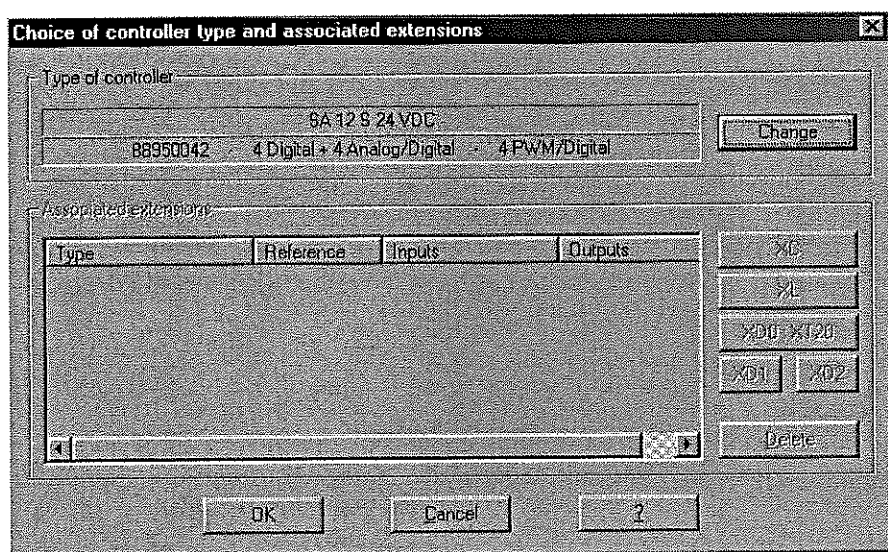 Choice of controller type and associated extensions
Type of controller
SA 12 S 24 VDC
88950042 - 4 Digital + 4 Analog/Digital - 4 PWM/Digital
Change
Associated extensions
Type Reference Inputs Outputs
XC
XL
XD0 - XT20
XD1 XD2
Delete
OK Cancel ?